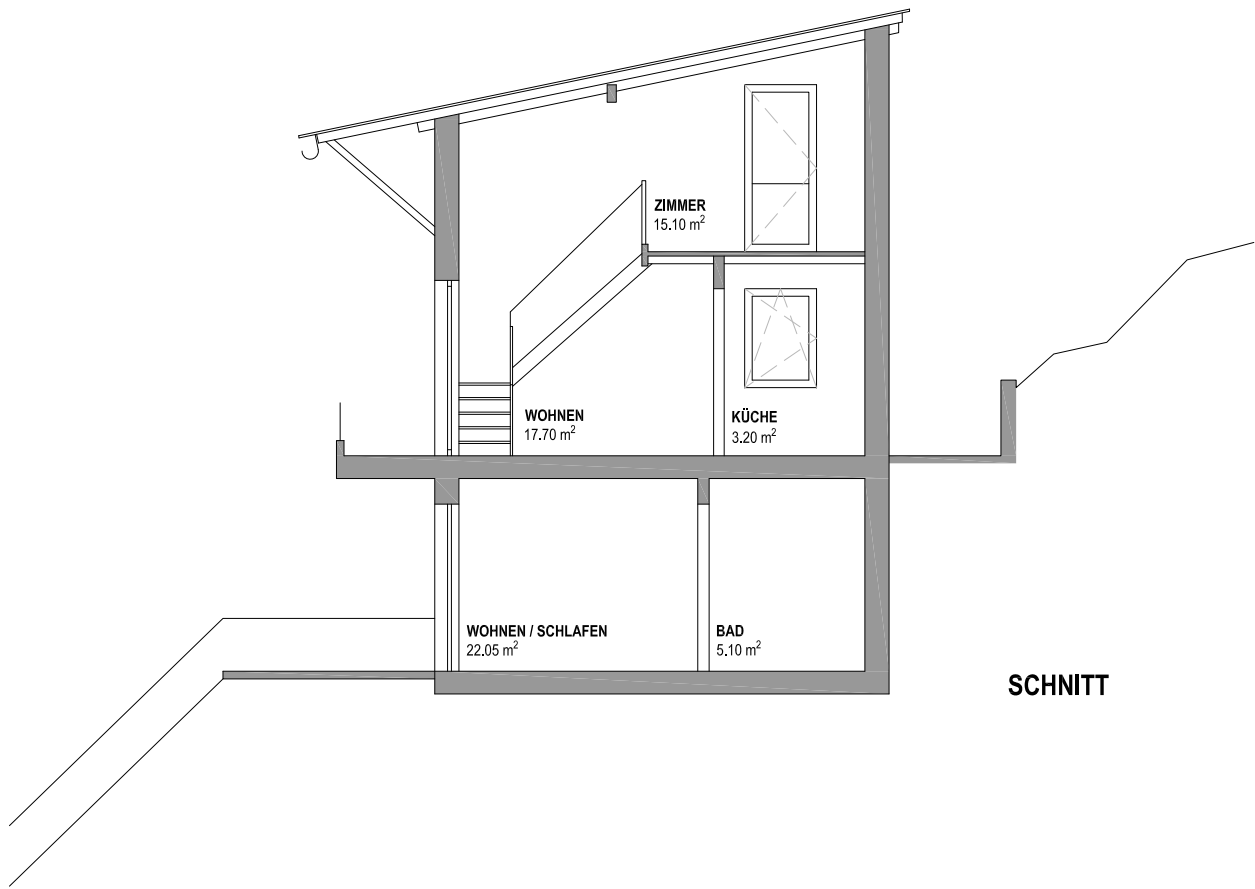 ZIMMER
15.10 m²
WOHNEN
17.70 m²
KÜCHE
3.20 m²
WOHNEN / SCHLAFEN
22.05 m²
BAD
5.10 m²
SCHNITT